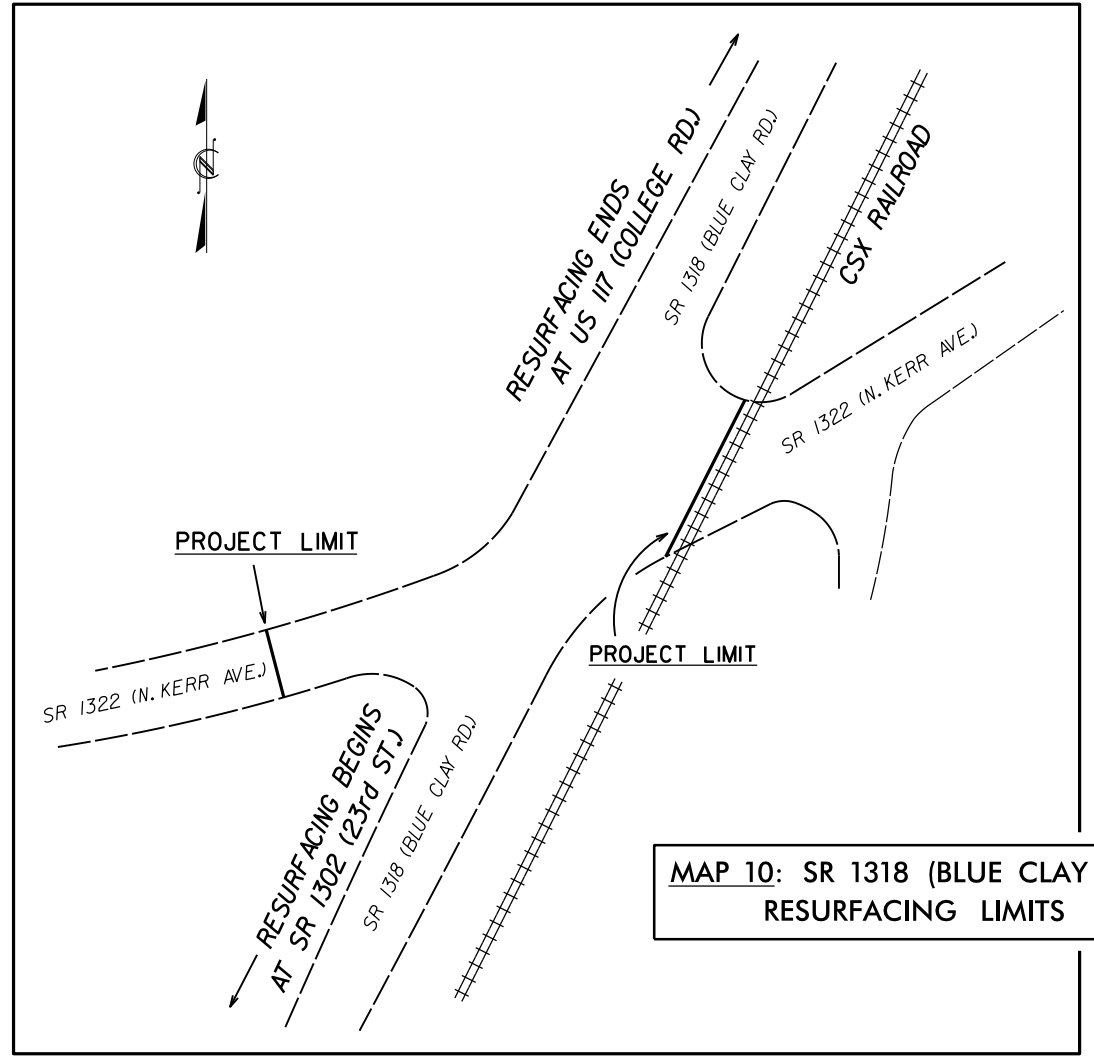 RESURFACING ENDS
AT US 117 (COLLEGE RD.)
SR 1318 (BLUE CLAY RD.)
CSX RAILROAD
SR 1322 (N. KERR AVE.)
PROJECT LIMIT
SR 1322 (N. KERR AVE.)
PROJECT LIMIT
RESURFACING BEGINS
AT SR 1302 (23rd ST.)
SR 1318 (BLUE CLAY RD.)
MAP 10: SR 1318 (BLUE CLAY
RESURFACING LIMITS